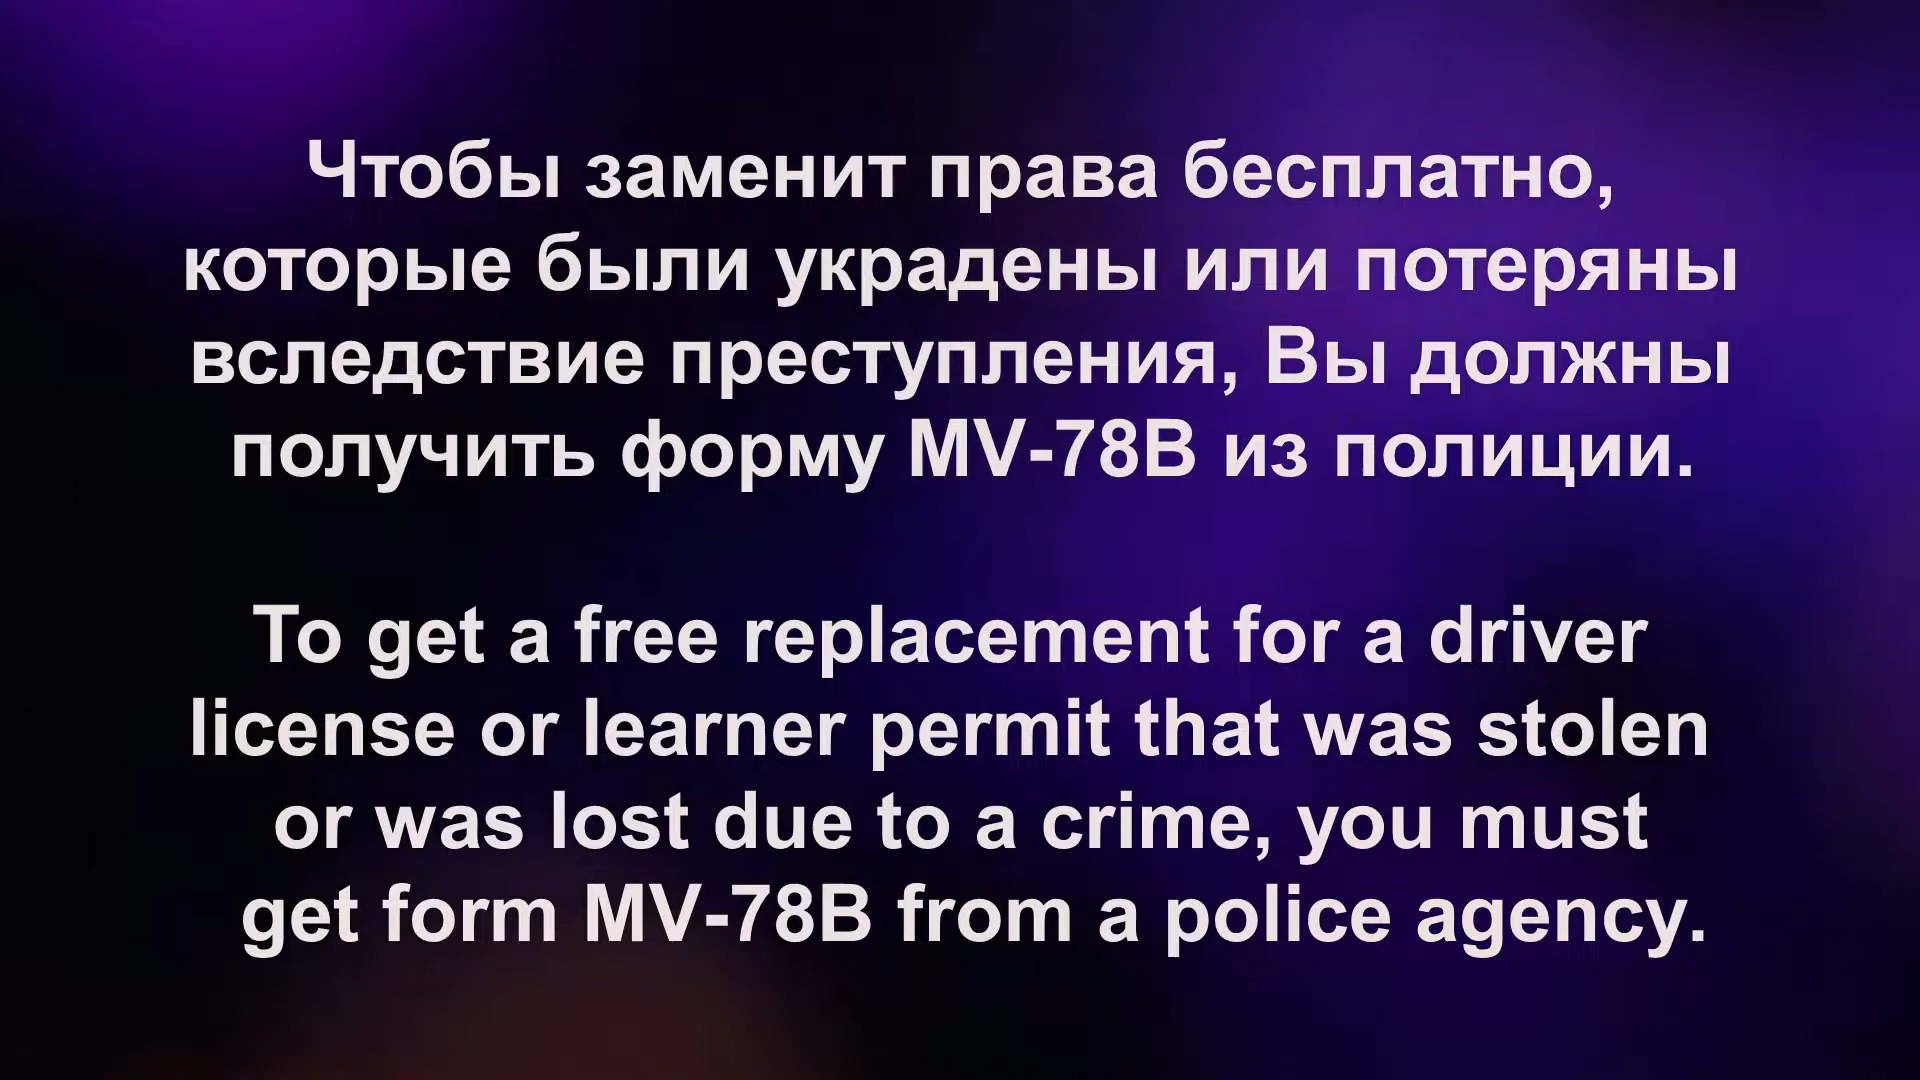 Чтобы заменит права бесплатно,
которые были украдены или потеряны
вследствие преступления, Вы должны
получить форму MV-78B из полиции.
To get a free replacement for a driver
license or learner permit that was stolen
or was lost due to a crime, you must
get form MV-78B from a police agency.